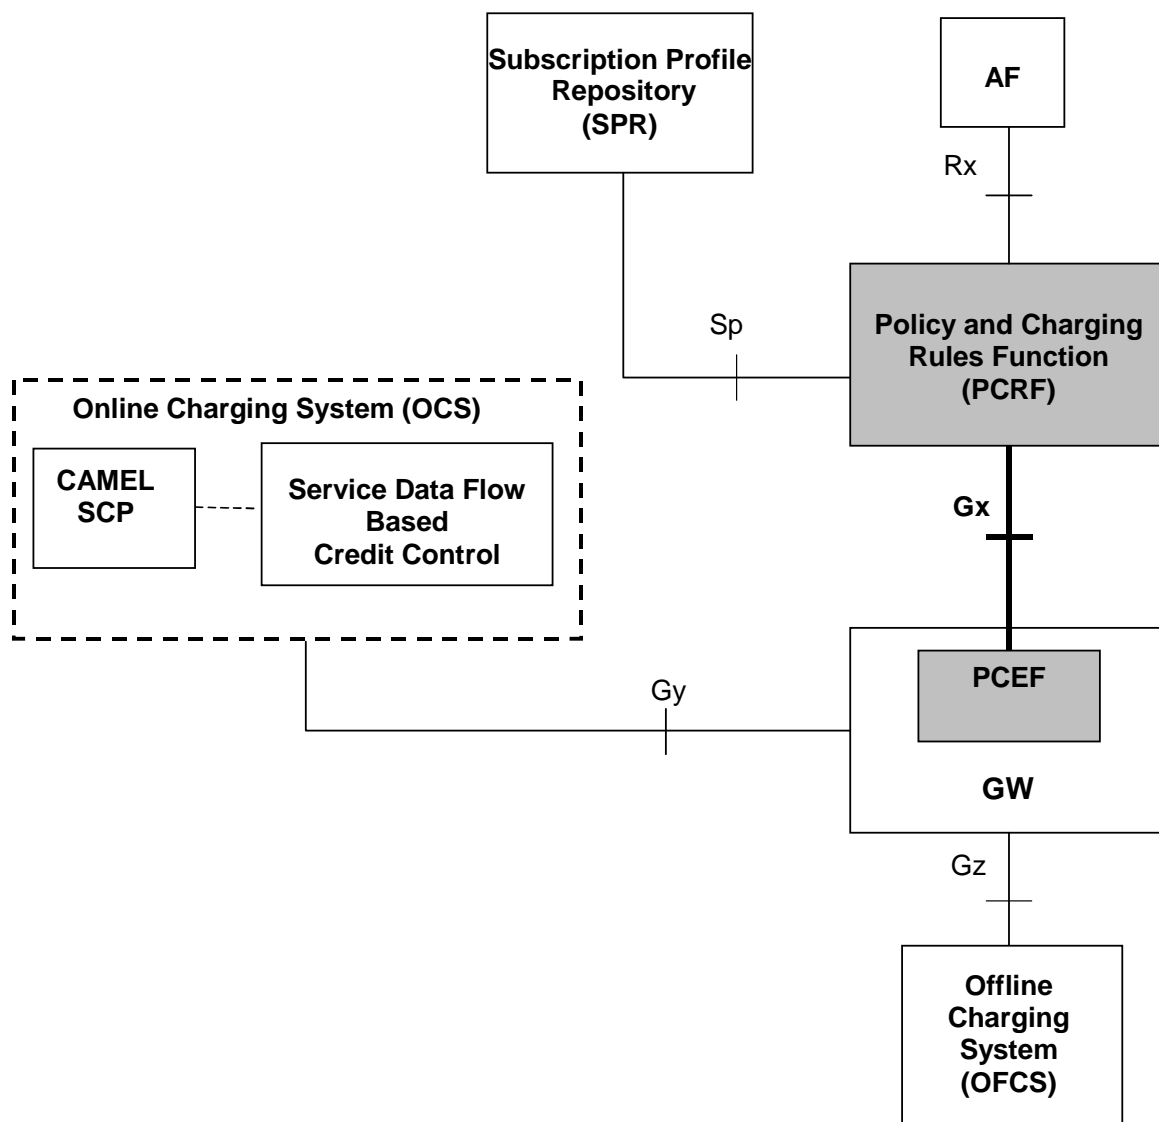 Subscription Profile
Repository
(SPR)
AF
Rx
Policy and Charging
Rules Function
(PCRF)
Sp
Online Charging System (OCS)
CAMEL
SCP
Service Data Flow
Based
Credit Control
Gx
PCEF
Gy
GW
Gz
Offline
Charging
System
(OFCS)